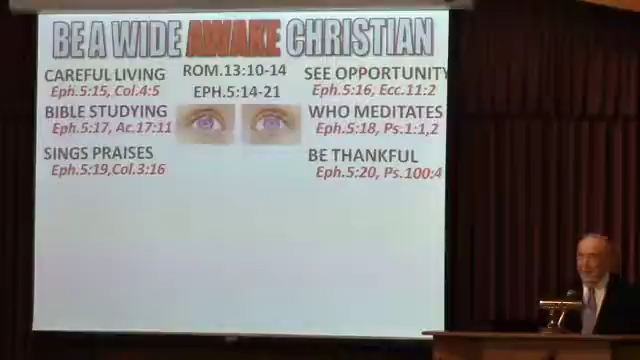 BE A WIDE AWAKE CHRISTIAN
CAREFUL LIVING
Eph.5:15, Col.4:5
ROM.13:10-14
EPH.5:14-21
SEE OPPORTUNITY
Eph.5:16, Ecc.11:2
BIBLE STUDYING
Eph.5:17, Ac.17:11
WHO MEDITATES
Eph.5:18, Ps.1:1,2
SINGS PRAISES
Eph.5:19,Col.3:16
BE THANKFUL
Eph.5:20, Ps.100:4